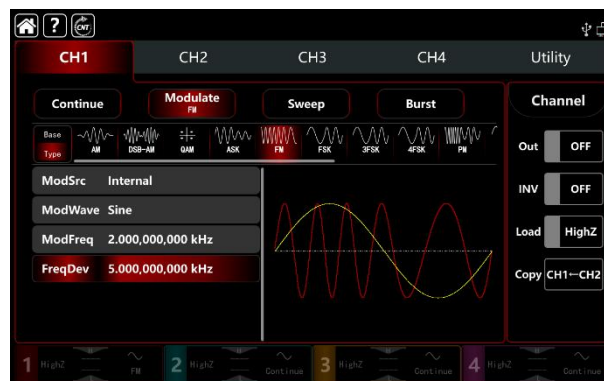 ? CNT
CH1 CH2 CH3 CH4 Utility
Continue Modulate Sweep Burst Channel
FM
Base
Type AM DSB-AM QAM ASK FM FSK 3FSK 4FSK PM
Out OFF
ModSrc Internal
INV OFF
ModWave Sine
ModFreq 2.000,000,000 kHz
Load HighZ
FreqDev 5.000,000,000 kHz
Copy CH1←CH2
1 HighZ FM 2 HighZ Continue 3 HighZ Continue 4 HighZ Continue